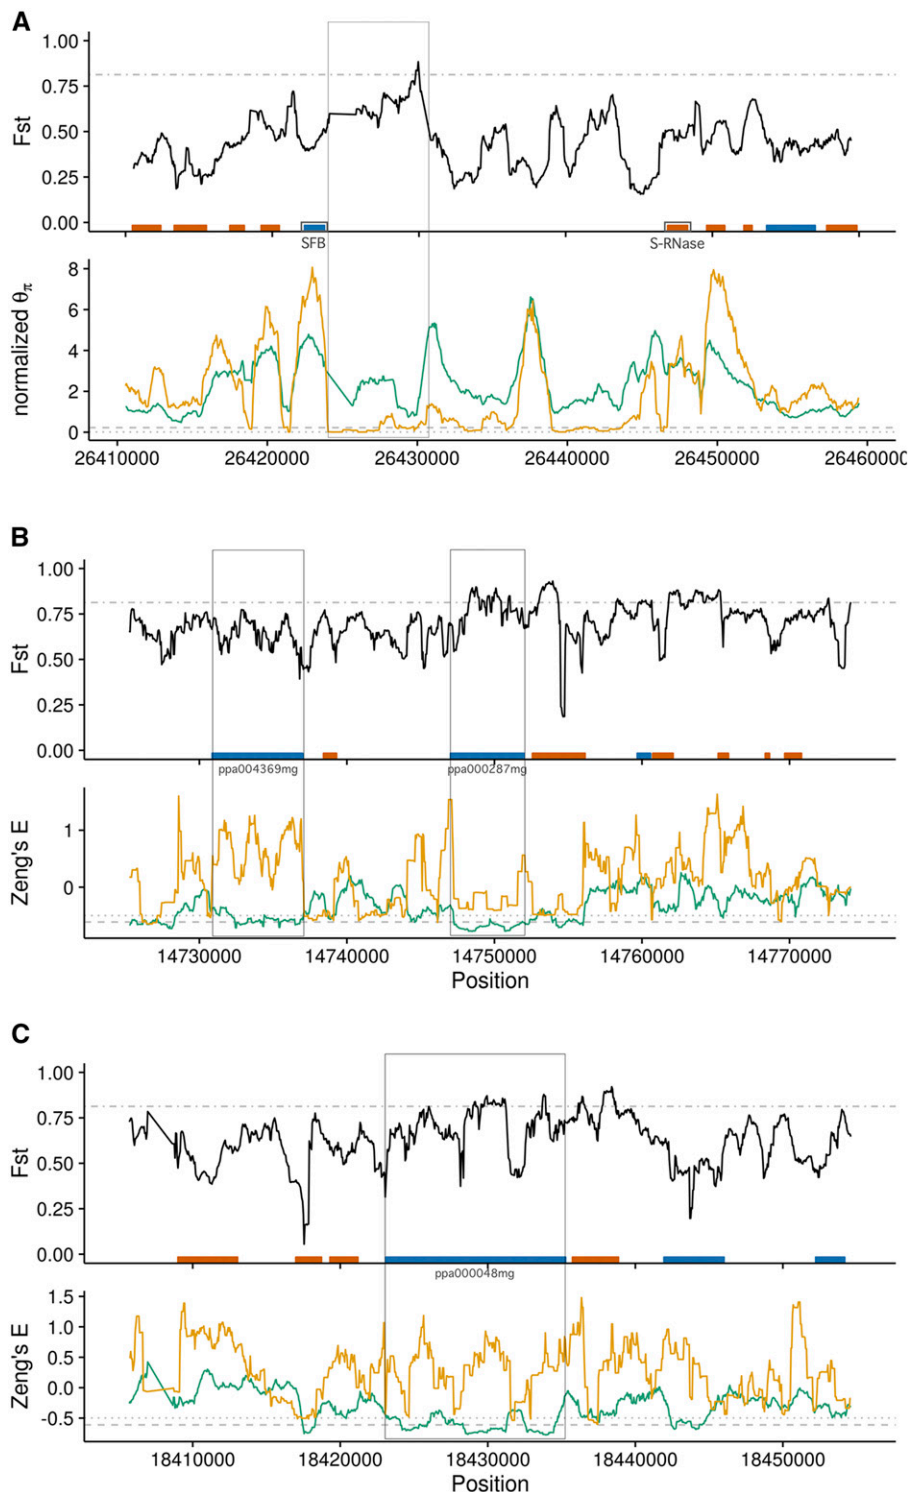 A
1.00
0.75
0.50
0.25
0.00
Fst
SFB
S-RNase
8
6
4
2
0
normalized θπ
26410000 26420000 26430000 26440000 26450000 2646000
B
1.00
0.75
0.50
0.25
0.00
Fst
ppa004369mg
ppa000287mg
1
0
Zeng's E
14730000 14740000 14750000 14760000 14770000
Position
C
1.00
0.75
0.50
0.25
0.00
Fst
ppa000048mg
1.5
1.0
0.5
0.0
-0.5
Zeng's E
18410000 18420000 18430000 18440000 18450000
Position